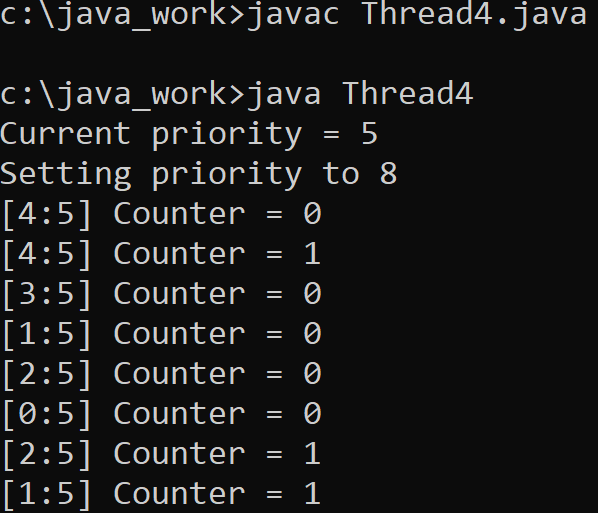 c:\java_work>javac Thread4.java
c:\java_work>java Thread4
Current priority = 5
Setting priority to 8
[4:5] Counter = 0
[4:5] Counter = 1
[3:5] Counter = 0
[1:5] Counter = 0
[2:5] Counter = 0
[0:5] Counter = 0
[2:5] Counter = 1
[1:5] Counter = 1